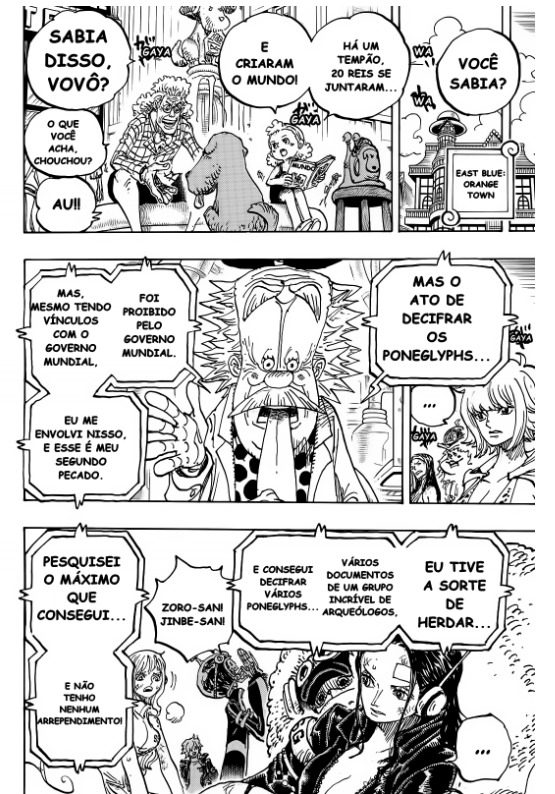 VOCÊ
SABIA?
WA
WA
EAST BLUE:
ORANGE
TOWN
HÁ UM
TEMPÃO,
20 REIS SE
JUNTARAM...
GAYA
E
CRIARAM
O MUNDO!
GAYA
SABIA
DISSO,
VOVÔ?
O QUE
VOCÊ
ACHA,
CHOUCHOU?
AU!!
MAS O
ATO DE
DECIFRAR
OS
PONEGLYPHS...
GAYA
...
GAYA
FOI
PROIBIDO
PELO
GOVERNO
MUNDIAL.
MAS,
MESMO TENDO
VÍNCULOS
COM O
GOVERNO
MUNDIAL,
EU ME
ENVOLVI NISSO,
E ESSE É MEU
SEGUNDO
PECADO.
EU TIVE
A SORTE
DE
HERDAR...
VÁRIOS
DOCUMENTOS
DE UM GRUPO
INCRÍVEL DE
ARQUEÓLOGOS,
E CONSEGUI
DECIFRAR
VÁRIOS
PONEGLYPHS...
...
ZORO-SAN!
JINBE-SAN!
PESQUISEI
O MÁXIMO
QUE
CONSEGUI...
E NÃO
TENHO
NENHUM
ARREPENDIMENTO!